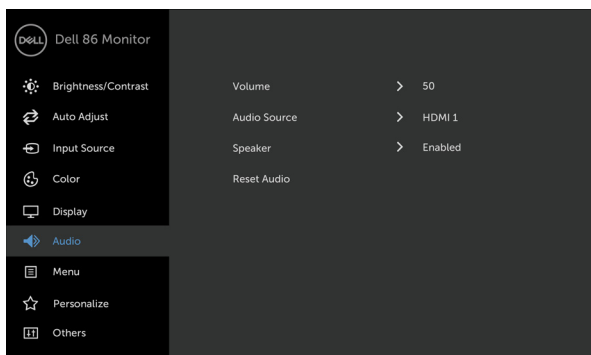 DELL Dell 86 Monitor
Brightness/Contrast
Auto Adjust
Input Source
Color
Display
Audio
Menu
Personalize
Others
Volume > 50
Audio Source > HDMI 1
Speaker > Enabled
Reset Audio